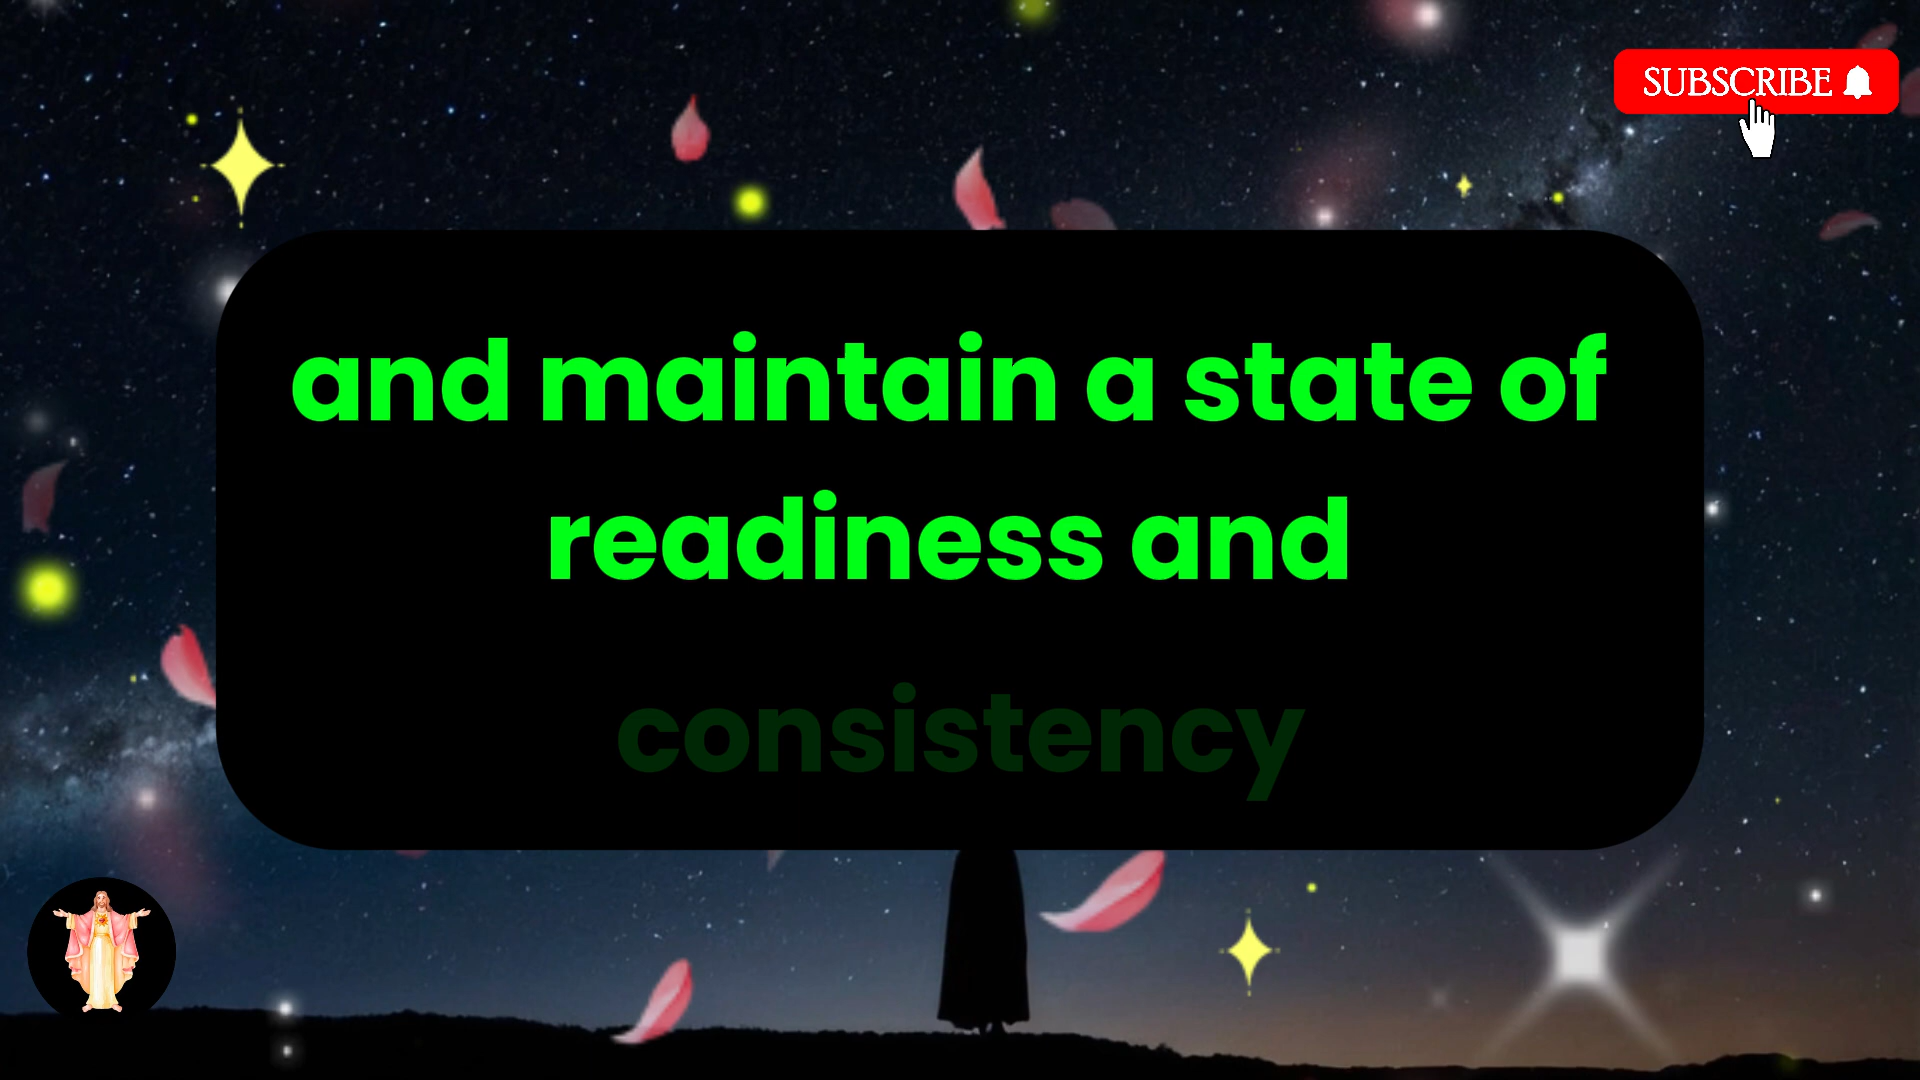 SUBSCRIBE
and maintain a state of
readiness and
consistency